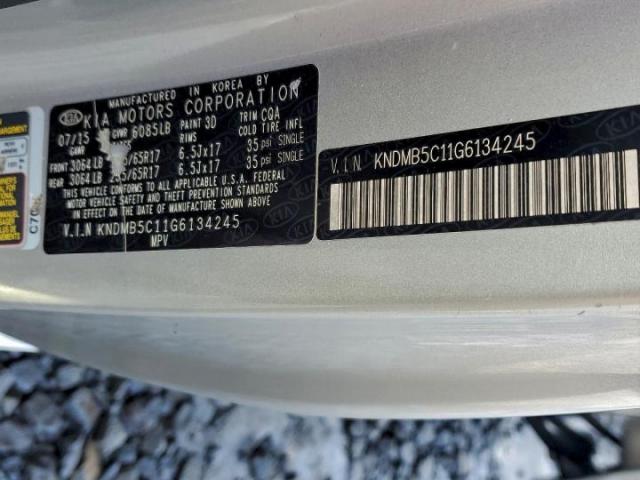 MANUFACTURED IN KOREA BY
KIA MOTORS CORPORATION
07/15 GVWR 6085LB PAINT 3D TRIM CQA
GAWR TIRES RIMS COLD TIRE INFL
FRONT 3064LB 5/65R17 6.5Jx17 35 psi SINGLE
REAR 3064LB 5/65R17 6.5Jx17 35 psi SINGLE
THIS VEHICLE CONFORMS TO ALL APPLICABLE U.S.A. FEDERAL
MOTOR VEHICLE SAFETY AND THEFT PREVENTION STANDARDS
IN EFFECT ON THE DATE OF MANUFACTURE SHOWN ABOVE.
V.I.N KNDMB5C11G6134245
MPV
V.I.N KNDMB5C11G6134245